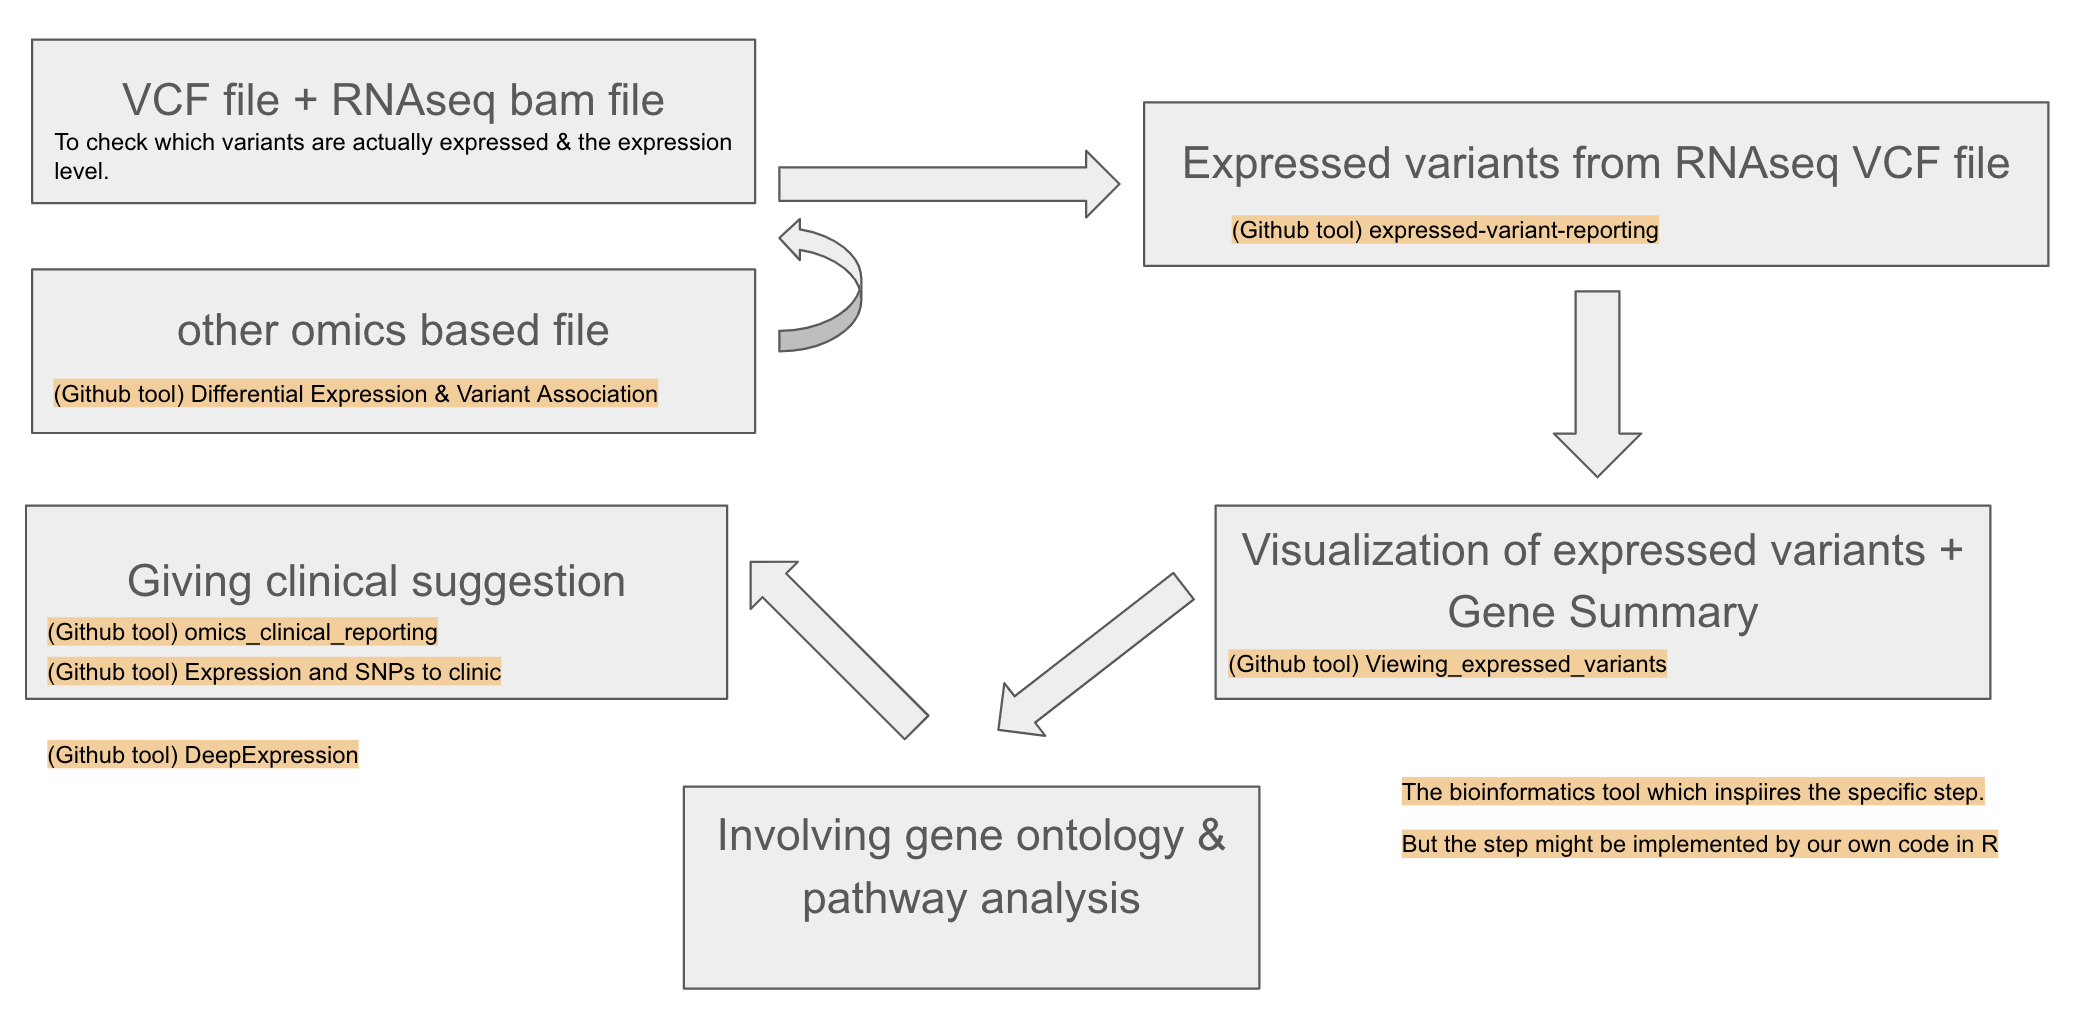 VCF file + RNAseq bam file
To check which variants are actually expressed & the expression
level.
Expressed variants from RNAseq VCF file
(Github tool) expressed-variant-reporting
other omics based file
(Github tool) Differential Expression & Variant Association
Visualization of expressed variants +
Gene Summary
(Github tool) Viewing_expressed_variants
Giving clinical suggestion
(Github tool) omics_clinical_reporting
(Github tool) Expression and SNPs to clinic
(Github tool) DeepExpression
Involving gene ontology &
pathway analysis
The bioinformatics tool which inspiires the specific step.
But the step might be implemented by our own code in R